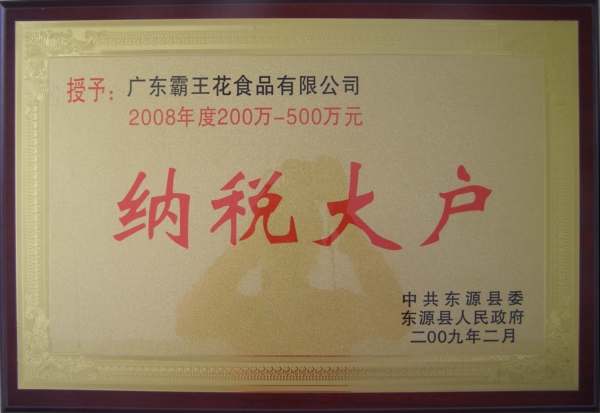 授予：广东霸王花食品有限公司
2008年度200万-500万元
纳税大户
中共东源县委
东源县人民政府
二00九年二月